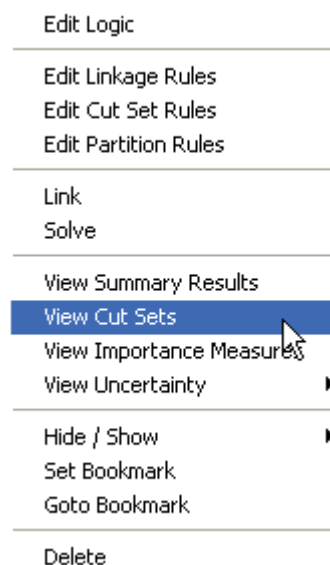 Edit Logic
Edit Linkage Rules
Edit Cut Set Rules
Edit Partition Rules
Link
Solve
View Summary Results
View Cut Sets
View Importance Measures
View Uncertainty
Hide / Show
Set Bookmark
Goto Bookmark
Delete